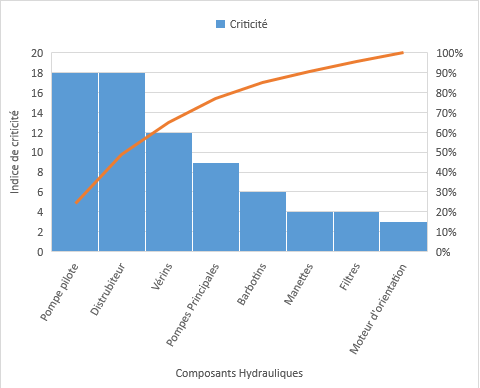 Criticité
20 100%
18 90%
16 80%
14 70%
12 60%
10 50%
8 40%
6 30%
4 20%
2 10%
0 0%
Indice de criticité
Pompe pilote
Distrubiteur
Vérins
Pompes Principales
Barbotins
Manettes
Filtres
Moteur d'orientation
Composants Hydrauliques